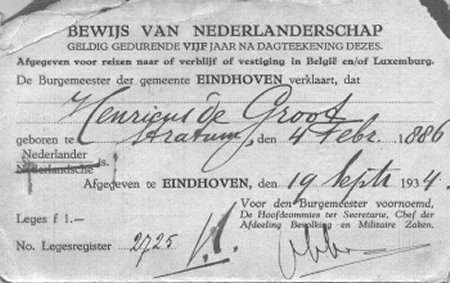 BEWIJS VAN NEDERLANDERSCHAP
GELDIG GEDURENDE VIJF JAAR NA DAGTEEKENING DEZES.
Afgegeven voor reizen naar of verblijf of vestiging in België en/of Luxemburg.
De Burgemeester der gemeente EINDHOVEN verklaart, dat
Henricus de Groot
geboren te Stratum, den 4 Febr. 1886
Nederlander
Nederlandsche is.
Afgegeven te EINDHOVEN, den 19 Septr 1934.
Voor den Burgemeester voornoemd,
Leges f 1.— De Hoofdcommies ter Secretarie, Chef der
Afdeeling Bevolking en Militaire Zaken,
No. Legesregister 2725